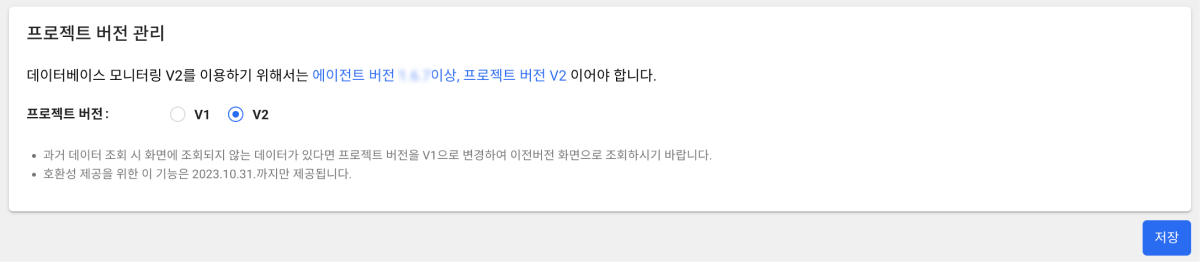 프로젝트 버전 관리
데이터베이스 모니터링 V2를 이용하기 위해서는 에이전트 버전 이상, 프로젝트 버전 V2 이어야 합니다.
프로젝트 버전 : V1 V2
• 과거 데이터 조회 시 화면에 조회되지 않는 데이터가 있다면 프로젝트 버전을 V1으로 변경하여 이전버전 화면으로 조회하시기 바랍니다.
• 호환성 제공을 위한 이 기능은 2023.10.31.까지만 제공됩니다.
저장